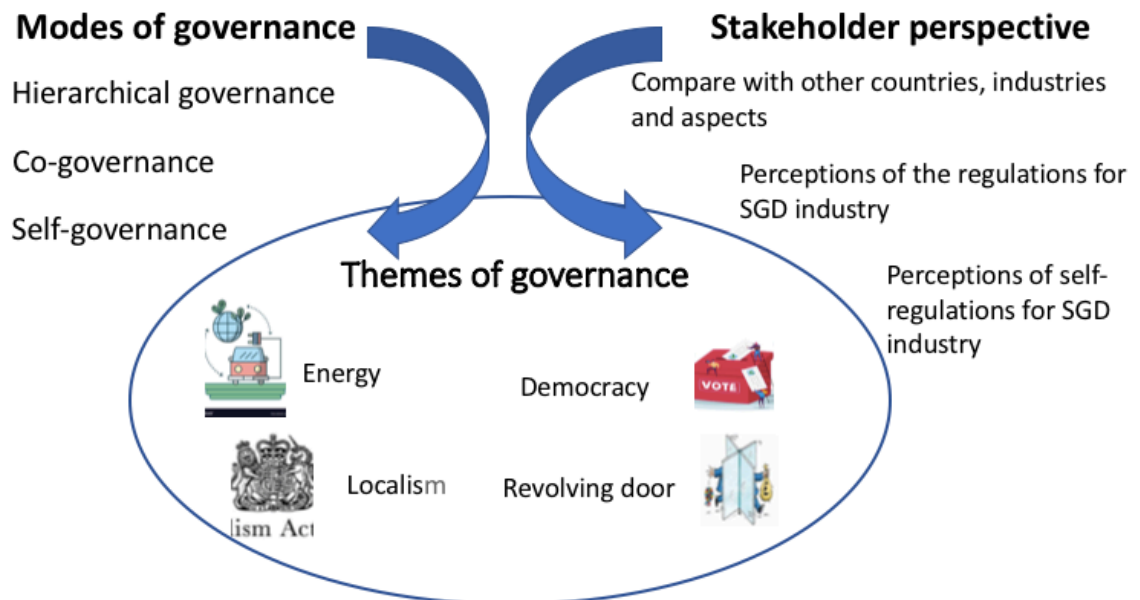 Modes of governance
Hierarchical governance
Co-governance
Self-governance
Stakeholder perspective
Compare with other countries, industries
and aspects
Perceptions of the regulations for
SGD industry
Perceptions of self-
regulations for SGD
industry
Themes of governance
Energy
Democracy
VOTE
Localism
lism Act
Revolving door